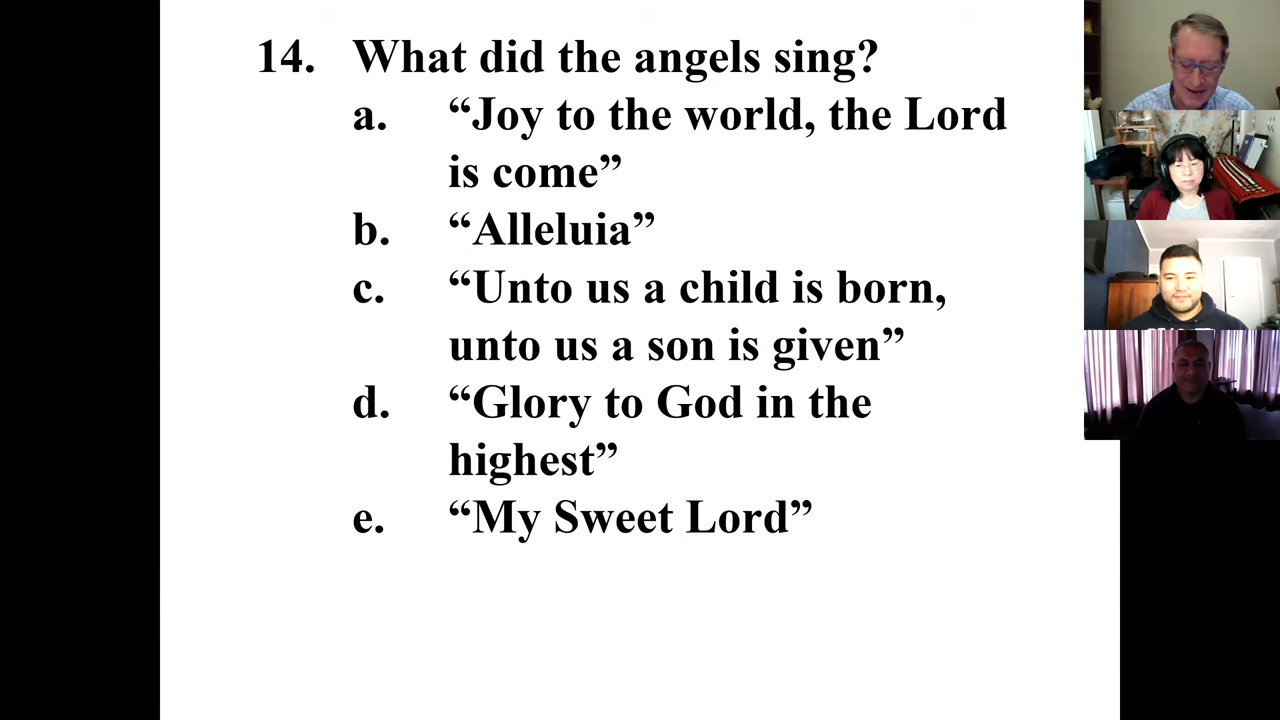 14. What did the angels sing?
a. “Joy to the world, the Lord
is come”
b. “Alleluia”
c. “Unto us a child is born,
unto us a son is given”
d. “Glory to God in the
highest”
e. “My Sweet Lord”